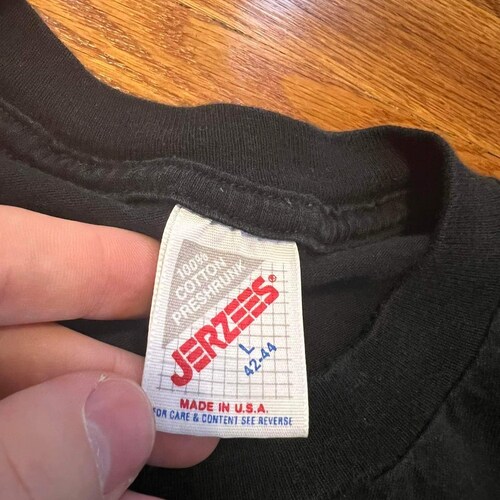 100%
COTTON
PRESHRUNK
JERZEES®
L
42-44
MADE IN U.S.A.
FOR CARE & CONTENT SEE REVERSE